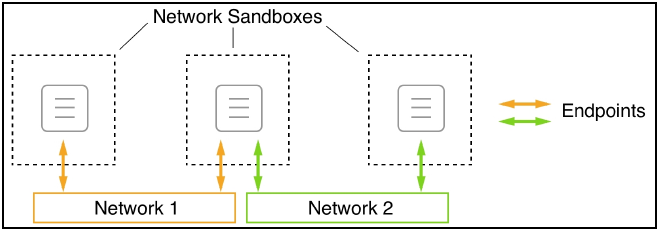 Network Sandboxes
Endpoints
Network 1
Network 2